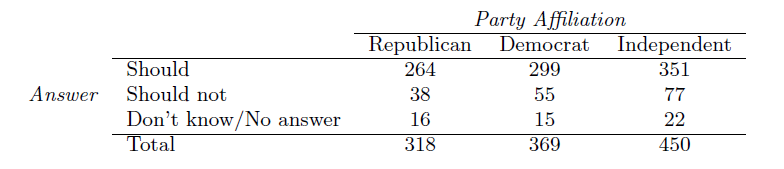 Party Affiliation
Republican Democrat Independent
Should 264 299 351
Answer Should not 38 55 77
Don't know/No answer 16 15 22
Total 318 369 450